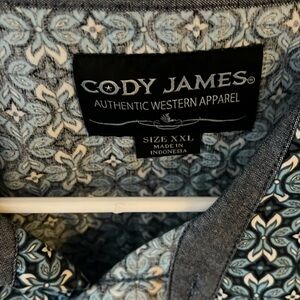 CODY JAMES®
AUTHENTIC WESTERN APPAREL
SIZE XXL
MADE IN
INDONESIA